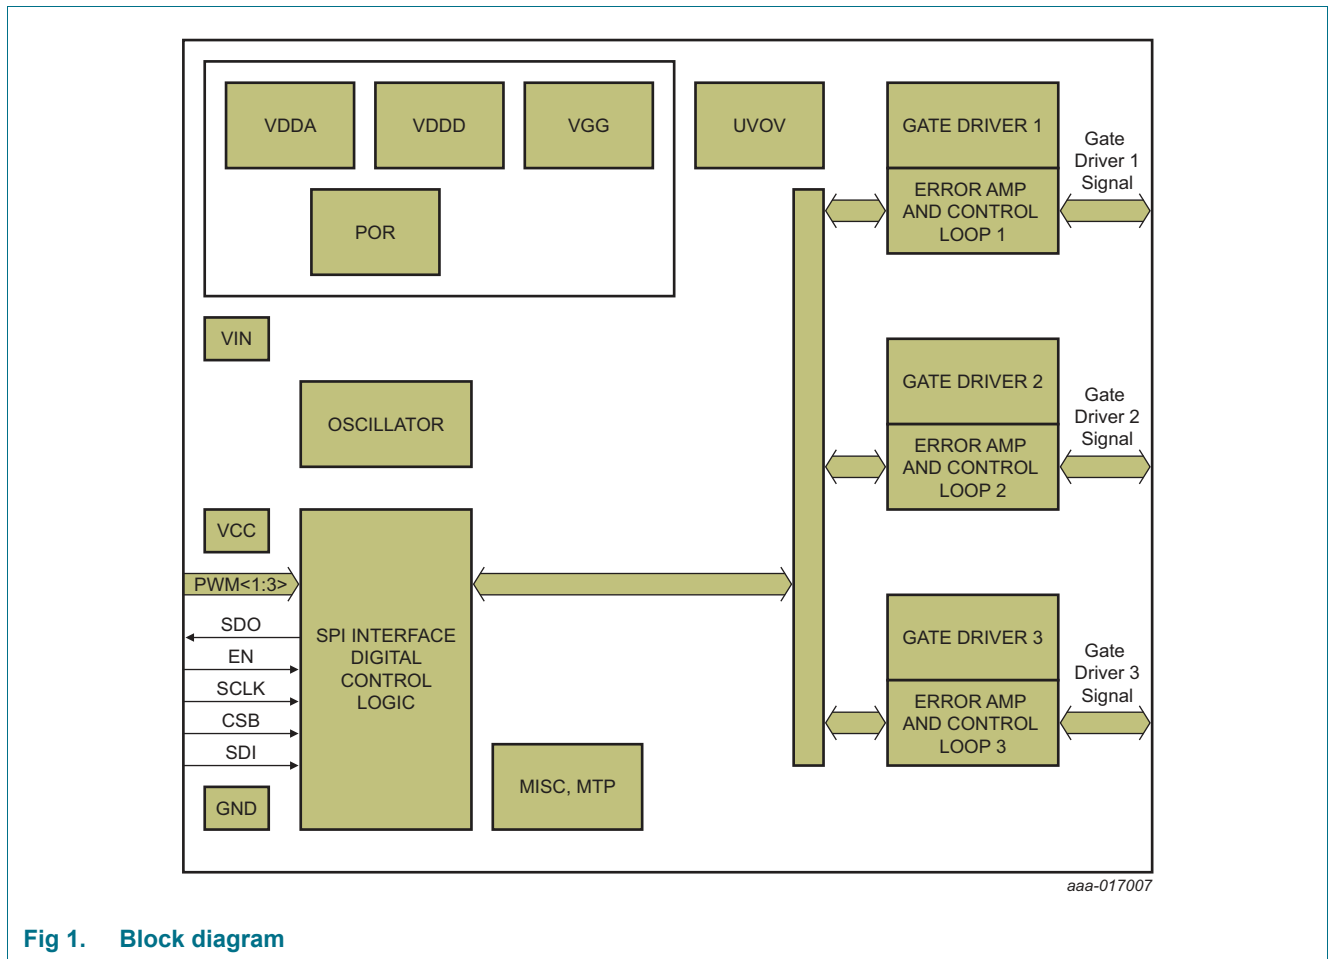 VDDA
VDDD
VGG
UVOV
POR
GATE DRIVER 1
ERROR AMP
AND CONTROL
LOOP 1
Gate
Driver 1
Signal
VIN
OSCILLATOR
GATE DRIVER 2
ERROR AMP
AND CONTROL
LOOP 2
Gate
Driver 2
Signal
VCC
PWM<1:3>
SDO
EN
SCLK
CSB
SDI
GND
SPI INTERFACE
DIGITAL
CONTROL
LOGIC
MISC, MTP
GATE DRIVER 3
ERROR AMP
AND CONTROL
LOOP 3
Gate
Driver 3
Signal
aaa-017007
Fig 1. Block diagram